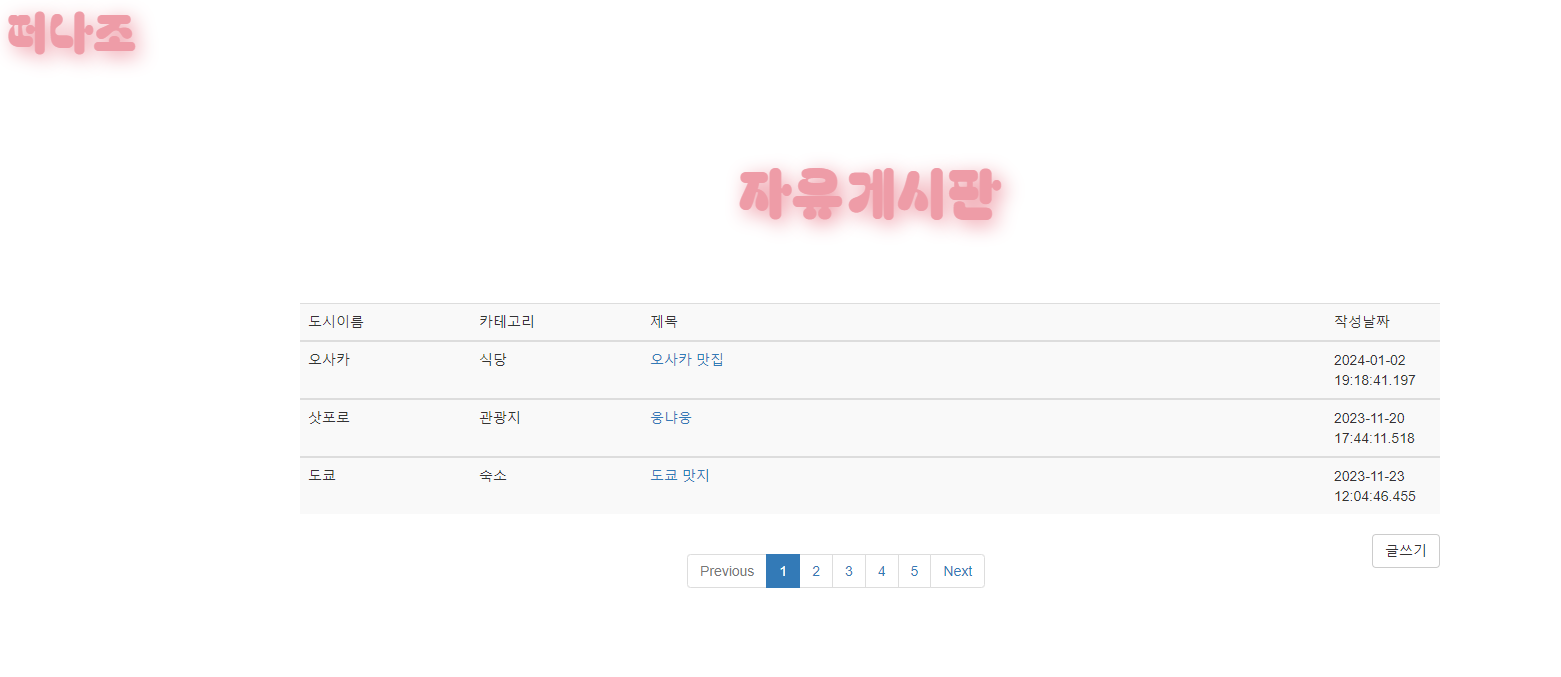 떠나조
자유게시판
도시이름 카테고리 제목 작성날짜
오사카 식당 오사카 맛집 2024-01-02
19:18:41.197
삿포로 관광지 웅냐웅 2023-11-20
17:44:11.518
도쿄 숙소 도쿄 맛지 2023-11-23
12:04:46.455
글쓰기
Previous 1 2 3 4 5 Next